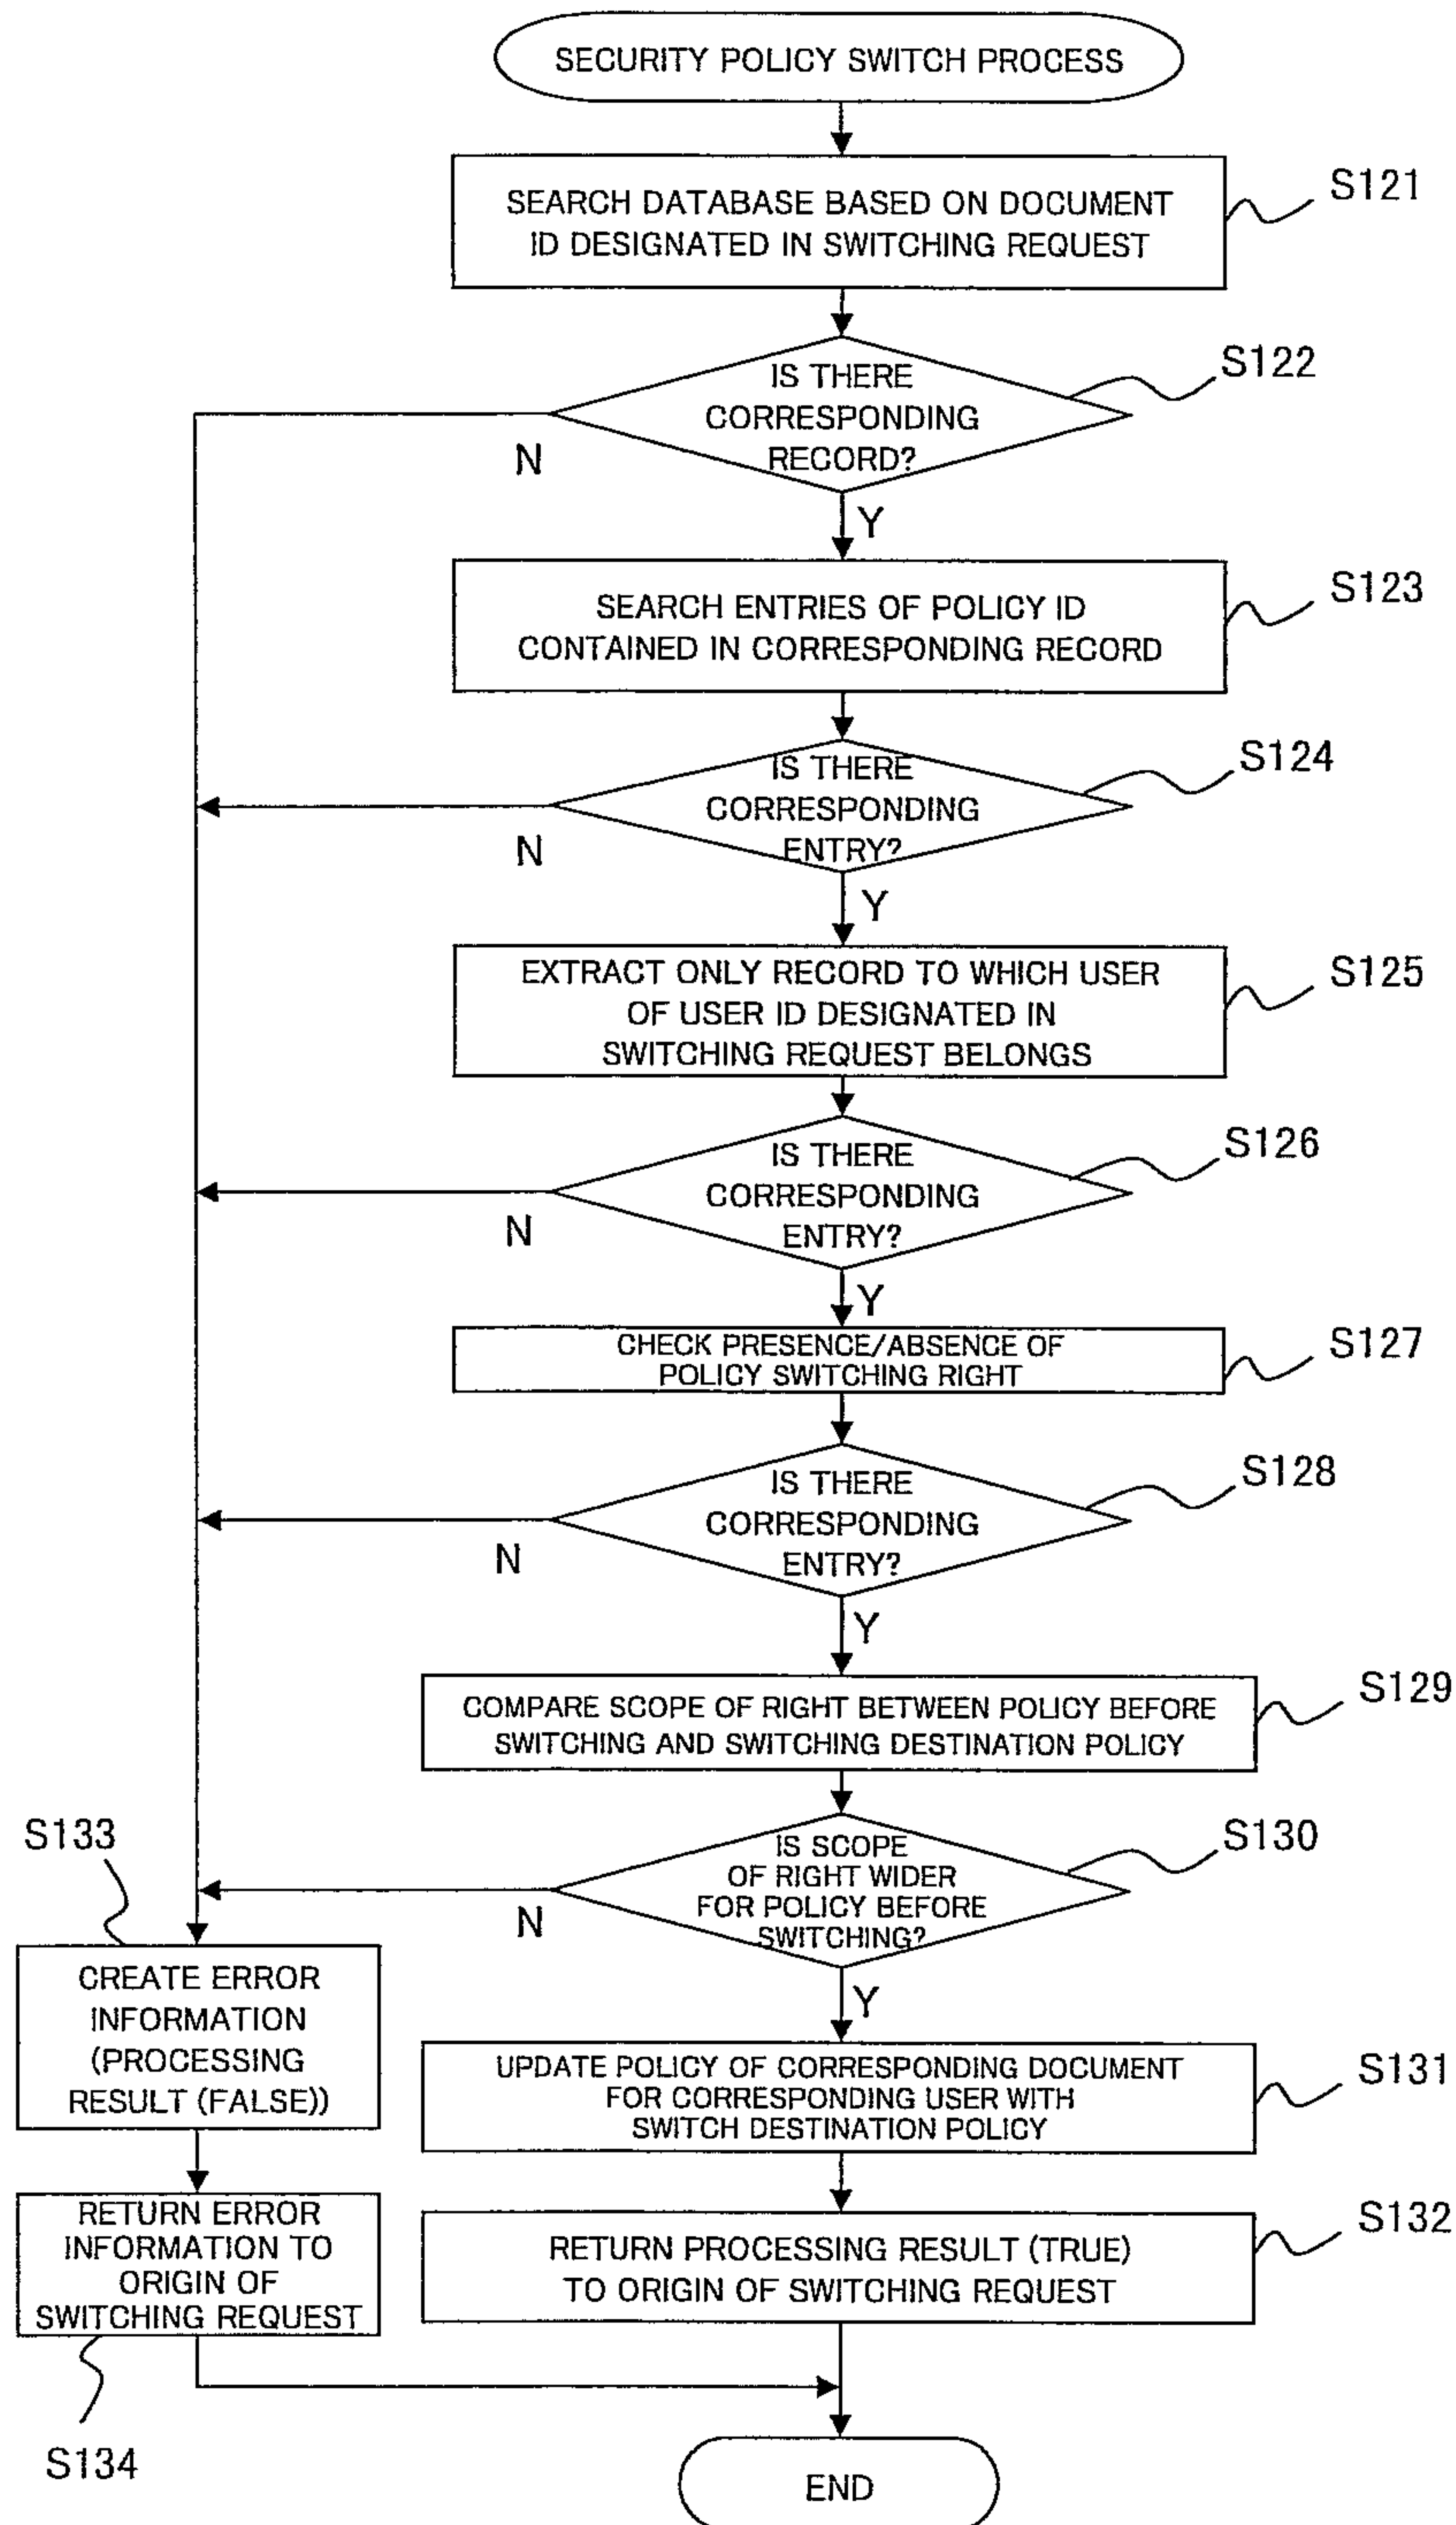 SECURITY POLICY SWITCH PROCESS
SEARCH DATABASE BASED ON DOCUMENT
ID DESIGNATED IN SWITCHING REQUEST
S121
IS THERE
CORRESPONDING
RECORD?
S122
N
Y
SEARCH ENTRIES OF POLICY ID
CONTAINED IN CORRESPONDING RECORD
S123
IS THERE
CORRESPONDING
ENTRY?
S124
N
Y
EXTRACT ONLY RECORD TO WHICH USER
OF USER ID DESIGNATED IN
SWITCHING REQUEST BELONGS
S125
IS THERE
CORRESPONDING
ENTRY?
S126
N
Y
CHECK PRESENCE/ABSENCE OF
POLICY SWITCHING RIGHT
S127
IS THERE
CORRESPONDING
ENTRY?
S128
N
Y
COMPARE SCOPE OF RIGHT BETWEEN POLICY BEFORE
SWITCHING AND SWITCHING DESTINATION POLICY
S129
IS SCOPE
OF RIGHT WIDER
FOR POLICY BEFORE
SWITCHING?
S130
N
Y
S133
CREATE ERROR
INFORMATION
(PROCESSING
RESULT (FALSE))
UPDATE POLICY OF CORRESPONDING DOCUMENT
FOR CORRESPONDING USER WITH
SWITCH DESTINATION POLICY
S131
RETURN ERROR
INFORMATION TO
ORIGIN OF
SWITCHING REQUEST
S134
RETURN PROCESSING RESULT (TRUE)
TO ORIGIN OF SWITCHING REQUEST
S132
END